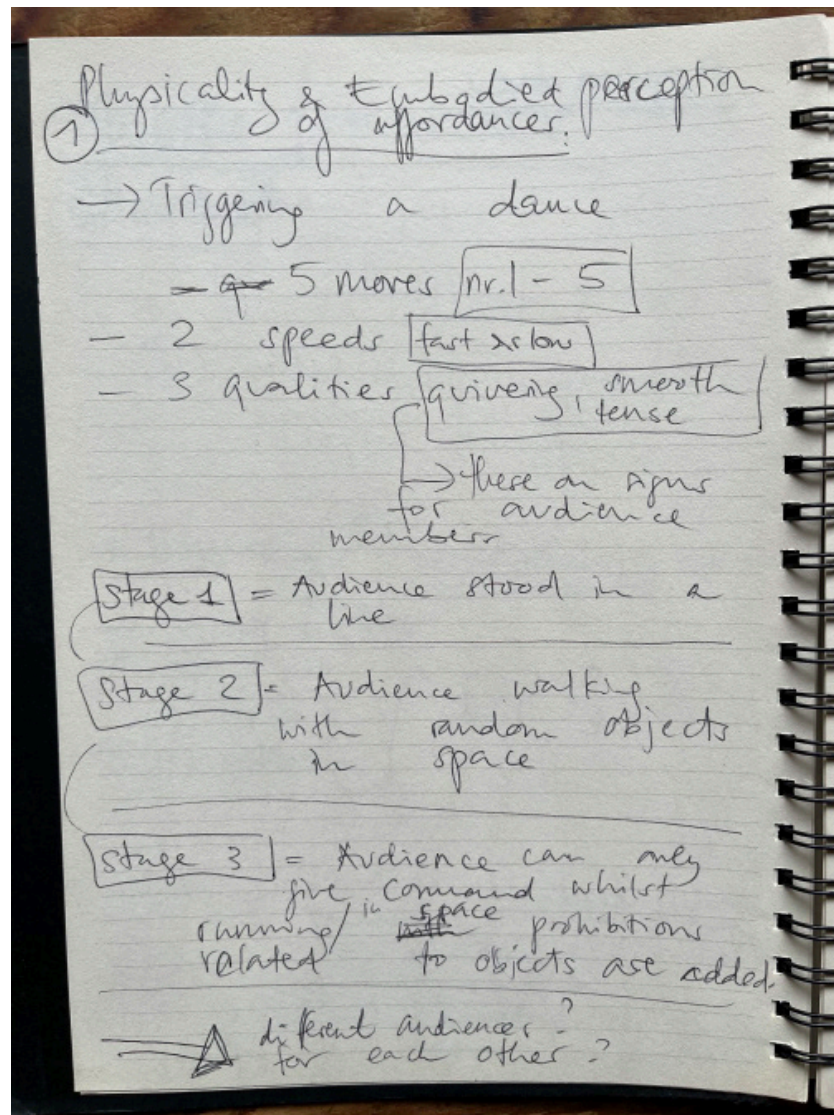 Physicality & Embodied perception
① of affordances:
→ Triggering a dance
- 5 moves nr. 1 - 5
- 2 speeds fast & slow
- 3 qualities quivering, smooth
tense
→ these are signs
for audience
members
Stage 1 = Audience stood in a
line
Stage 2 = Audience walking
with random objects
in space
Stage 3 = Audience can only
give command whilst
running/ in space prohibitions
related to objects are added.
different audiences?
for each other?